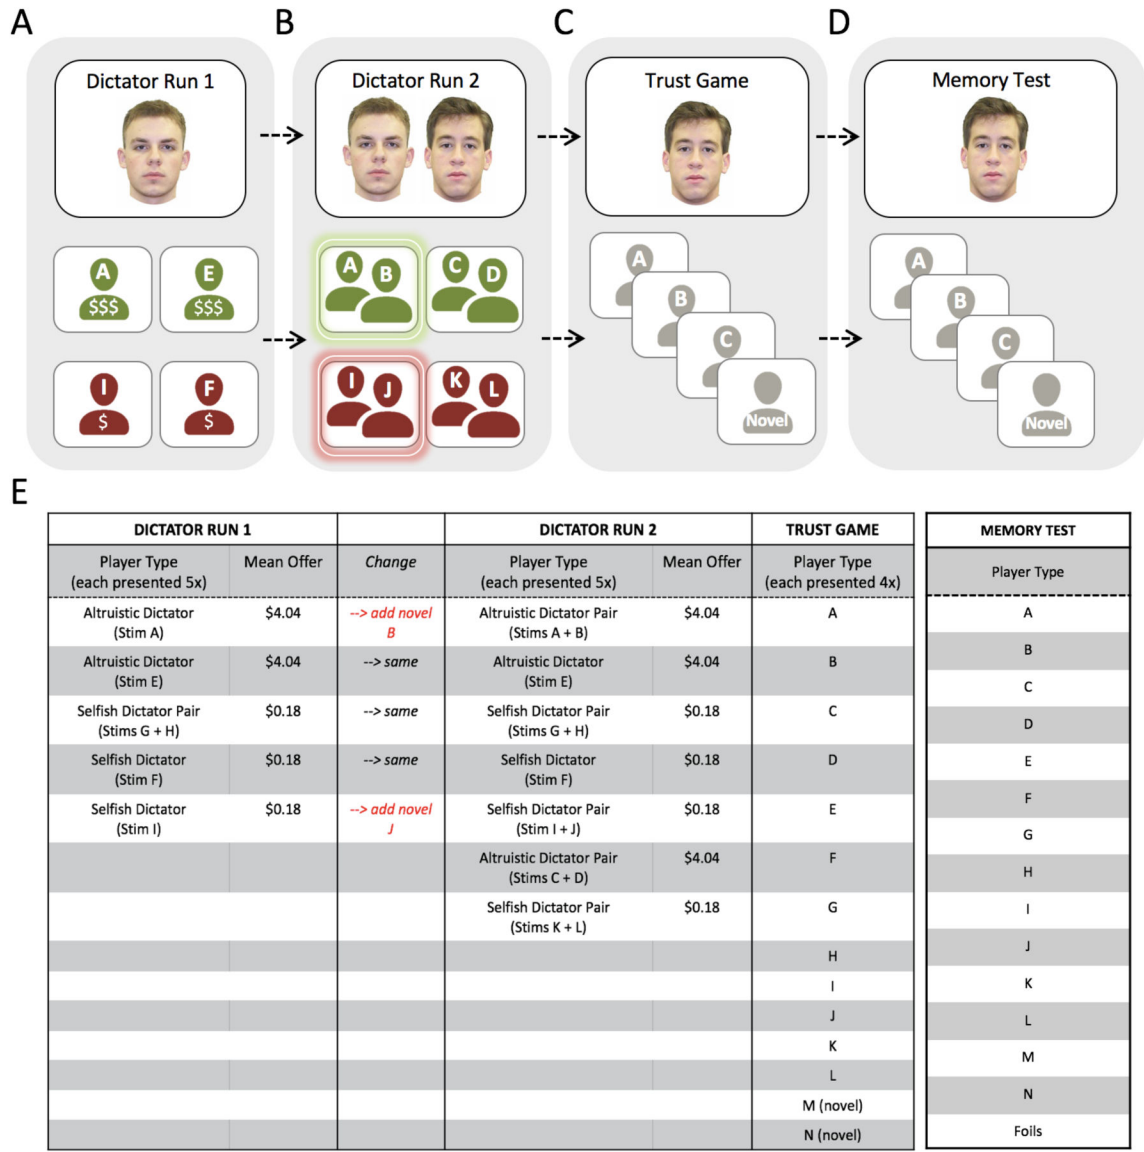 A
B
C
D
Dictator Run 1
Dictator Run 2
Trust Game
Memory Test
A
$$$
E
$$$
I
$
F
$
A
B
C
D
I
J
K
L
A
B
C
Novel
A
B
C
Novel
E
DICTATOR RUN 1
DICTATOR RUN 2
TRUST GAME
Player Type
(each presented 5x)
Mean Offer
Change
Player Type
(each presented 5x)
Mean Offer
Player Type
(each presented 4x)
Altruistic Dictator
(Stim A)
$4.04
--> add novel
B
Altruistic Dictator Pair
(Stims A + B)
$4.04
A
Altruistic Dictator
(Stim E)
$4.04
--> same
Altruistic Dictator
(Stim E)
$4.04
B
Selfish Dictator Pair
(Stims G + H)
$0.18
--> same
Selfish Dictator Pair
(Stims G + H)
$0.18
C
Selfish Dictator
(Stim F)
$0.18
--> same
Selfish Dictator
(Stim F)
$0.18
D
Selfish Dictator
(Stim I)
$0.18
--> add novel
J
Selfish Dictator Pair
(Stim I + J)
$0.18
E
Altruistic Dictator Pair
(Stims C + D)
$4.04
F
Selfish Dictator Pair
(Stims K + L)
$0.18
G
H
I
J
K
L
M (novel)
N (novel)
MEMORY TEST
Player Type
A
B
C
D
E
F
G
H
I
J
K
L
M
N
Foils